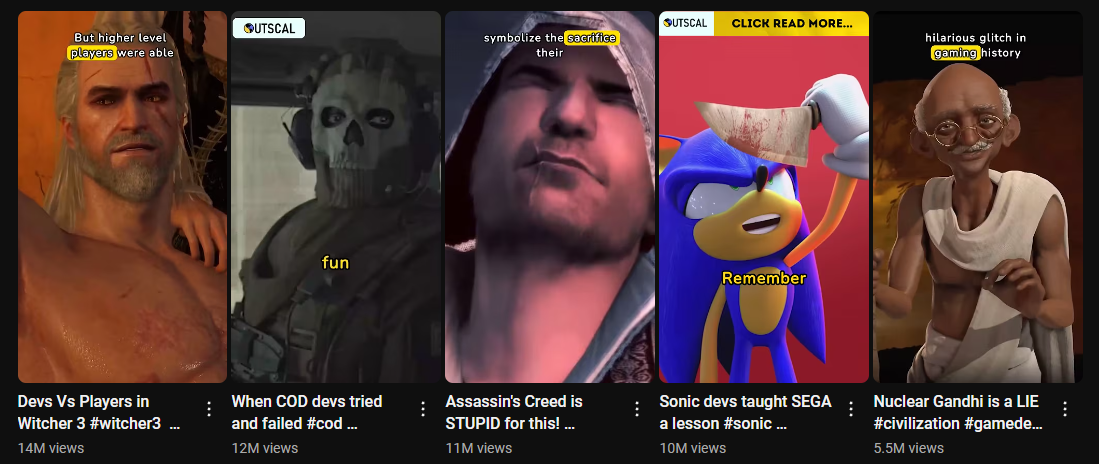 But higher level
players were able
OUTSCAL
fun
symbolize the sacrifice
their
OUTSCAL
CLICK READ MORE...
Remember
hilarious glitch in
gaming history
Devs Vs Players in
Witcher 3 #witcher3 ...
14M views
When COD devs tried
and failed #cod ...
12M views
Assassin's Creed is
STUPID for this! ...
11M views
Sonic devs taught SEGA
a lesson #sonic ...
10M views
Nuclear Gandhi is a LIE
#civilization #gamede...
5.5M views